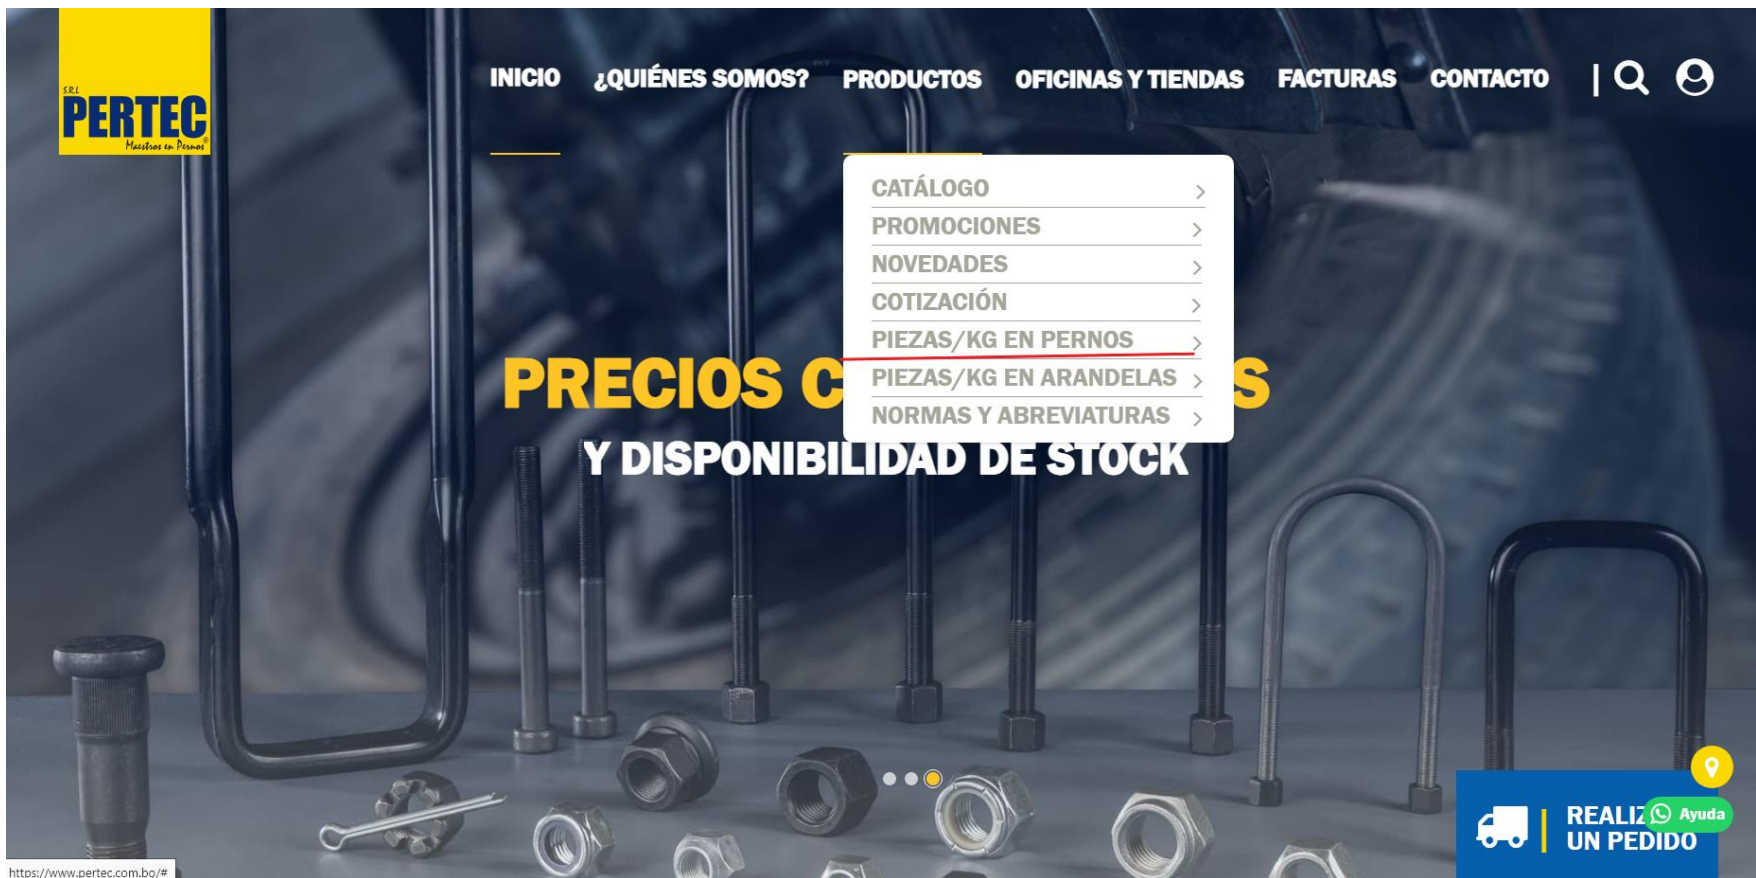 S.R.L
PERTEC
Maestros en Pernos®
INICIO
¿QUIÉNES SOMOS?
PRODUCTOS
OFICINAS Y TIENDAS
FACTURAS
CONTACTO
|
CATÁLOGO
PROMOCIONES
NOVEDADES
COTIZACIÓN
PIEZAS/KG EN PERNOS
PIEZAS/KG EN ARANDELAS
NORMAS Y ABREVIATURAS
PRECIOS
Y DISPONIBILIDAD DE STOCK
UN PEDIDO
Ayuda
https://www.pertec.com.bo/#